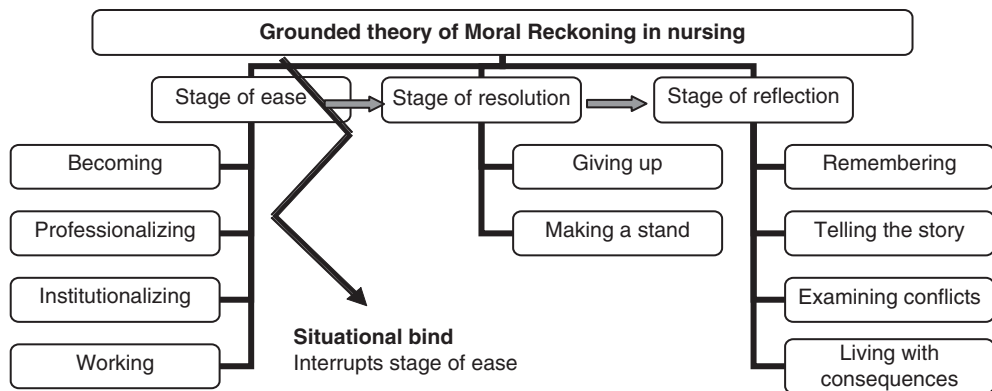 Grounded theory of Moral Reckoning in nursing
Stage of ease
Stage of resolution
Stage of reflection
Becoming
Professionalizing
Institutionalizing
Working
Situational bind
Interrupts stage of ease
Giving up
Making a stand
Remembering
Telling the story
Examining conflicts
Living with
consequences